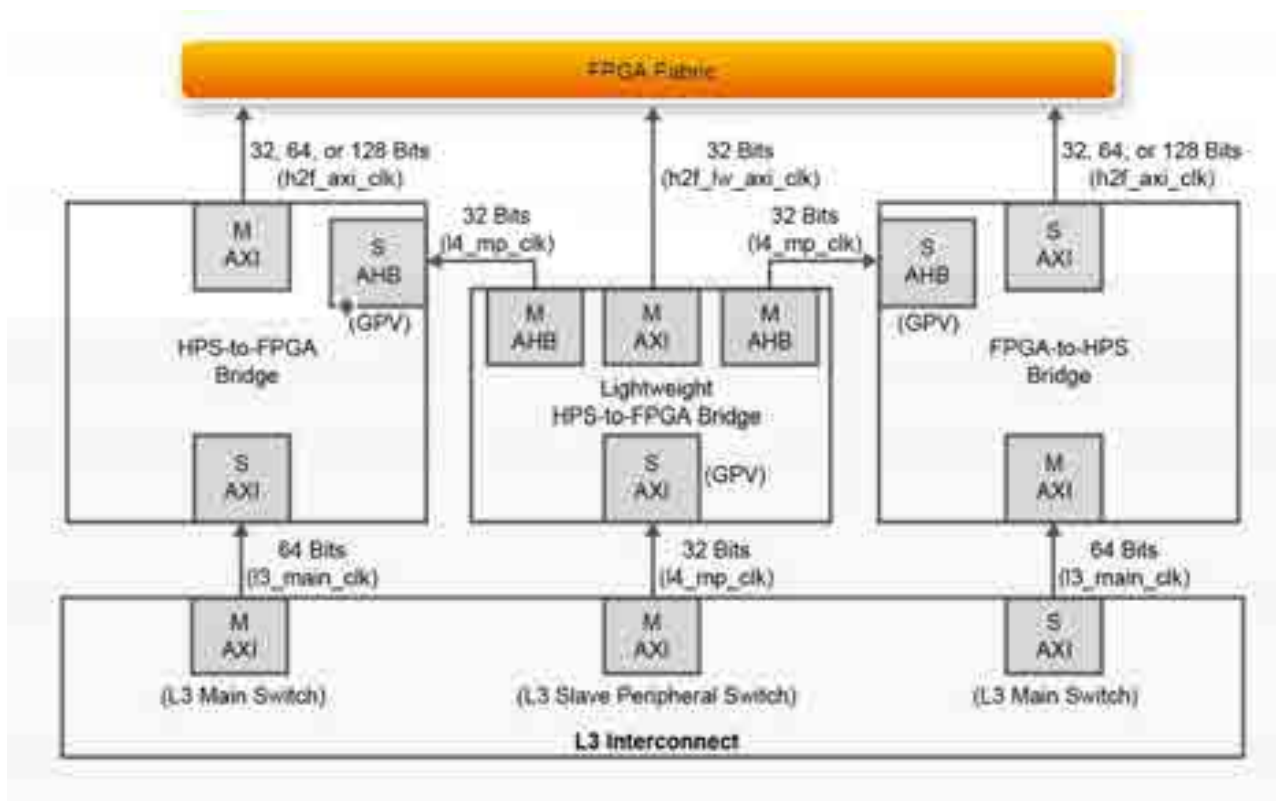 FPGA Fabric
32, 64, or 128 Bits
(h2f_axi_clk)
32 Bits
(h2f_lw_axi_clk)
32, 64, or 128 Bits
(h2f_axi_clk)
M
AXI
S
AHB
(GPV)
HPS-to-FPGA
Bridge
S
AXI
32 Bits
(l4_mp_clk)
32 Bits
(l4_mp_clk)
M
AHB
M
AXI
M
AHB
Lightweight
HPS-to-FPGA Bridge
S
AXI
(GPV)
S
AHB
(GPV)
S
AXI
FPGA-to-HPS
Bridge
M
AXI
64 Bits
(l3_main_clk)
32 Bits
(l4_mp_clk)
64 Bits
(l3_main_clk)
M
AXI
(L3 Main Switch)
M
AXI
(L3 Slave Peripheral Switch)
S
AXI
(L3 Main Switch)
L3 Interconnect